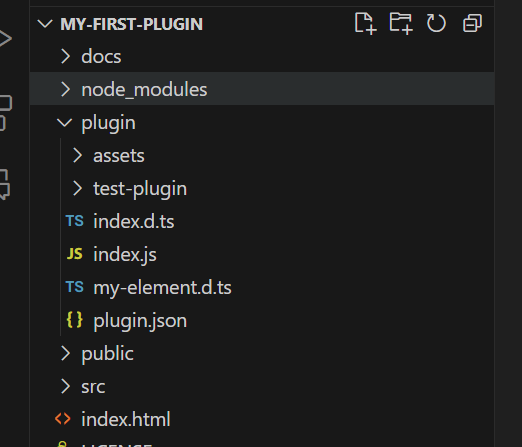 MY-FIRST-PLUGIN
docs
node_modules
plugin
assets
test-plugin
TS index.d.ts
JS index.js
TS my-element.d.ts
{} plugin.json
public
src
<> index.html